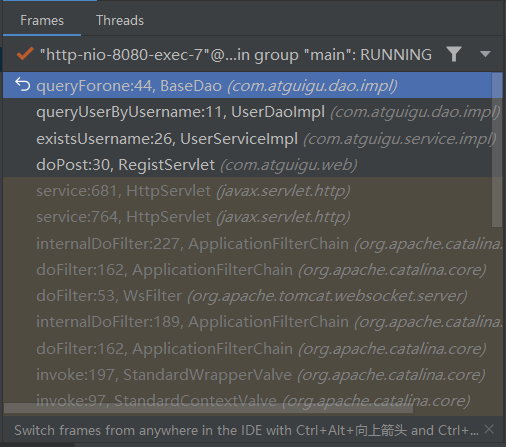 Frames Threads
"http-nio-8080-exec-7"@...in group "main": RUNNING
queryForone:44, BaseDao (com.atguigu.dao.impl)
queryUserByUsername:11, UserDaoImpl (com.atguigu.dao.impl)
existsUsername:26, UserServiceImpl (com.atguigu.service.impl)
doPost:30, RegistServlet (com.atguigu.web)
service:681, HttpServlet (javax.servlet.http)
service:764, HttpServlet (javax.servlet.http)
internalDoFilter:227, ApplicationFilterChain (org.apache.catalina.
doFilter:162, ApplicationFilterChain (org.apache.catalina.core)
doFilter:53, WsFilter (org.apache.tomcat.websocket.server)
internalDoFilter:189, ApplicationFilterChain (org.apache.catalina.
doFilter:162, ApplicationFilterChain (org.apache.catalina.core)
invoke:197, StandardWrapperValve (org.apache.catalina.core)
invoke:97, StandardContextValve (org.apache.catalina.core)
Switch frames from anywhere in the IDE with Ctrl+Alt+向上箭头 and Ctrl+...